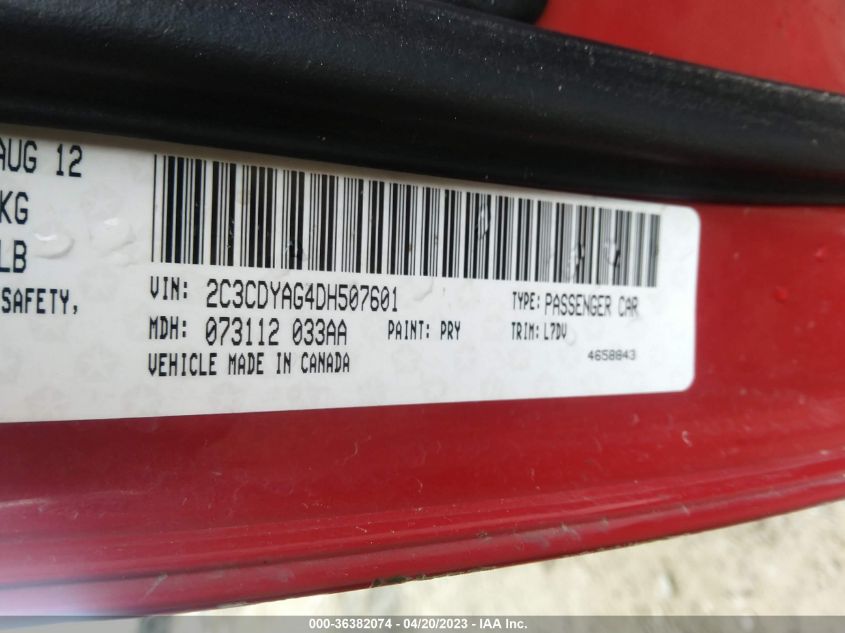 AUG 12
KG
LB
SAFETY,
VIN: 2C3CDYAG4DH507601
TYPE: PASSENGER CAR
MDH: 073112 033AA PAINT: PRY
TRIM: L7DV
VEHICLE MADE IN CANADA
4658843
000-36382074 - 04/20/2023 - IAA Inc.